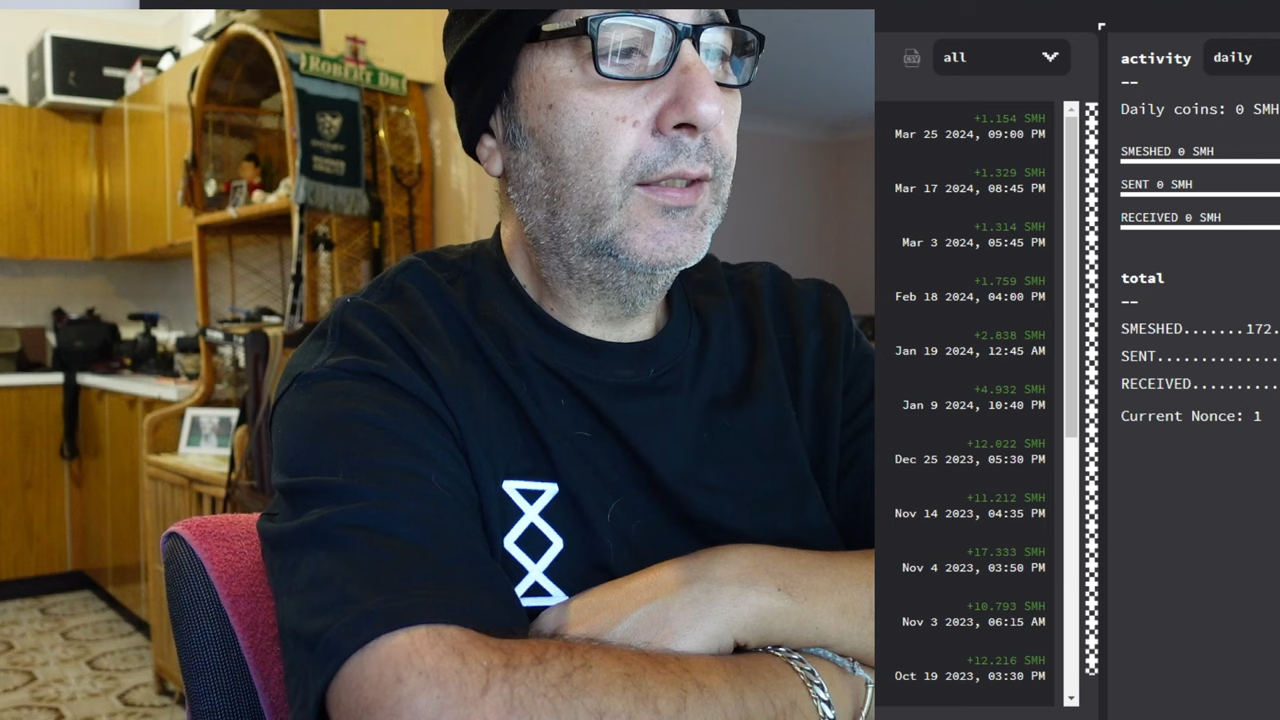 ROBERT DR
CSV
all
+1.154 SMH
Mar 25 2024, 09:00 PM
+1.329 SMH
Mar 17 2024, 08:45 PM
+1.314 SMH
Mar 3 2024, 05:45 PM
+1.759 SMH
Feb 18 2024, 04:00 PM
+2.838 SMH
Jan 19 2024, 12:45 AM
+4.932 SMH
Jan 9 2024, 10:40 PM
+12.022 SMH
Dec 25 2023, 05:30 PM
+11.212 SMH
Nov 14 2023, 04:35 PM
+17.333 SMH
Nov 4 2023, 03:50 PM
+10.793 SMH
Nov 3 2023, 06:15 AM
+12.216 SMH
Oct 19 2023, 03:30 PM
activity daily
--
Daily coins: 0 SMH
SMESHED 0 SMH
SENT 0 SMH
RECEIVED 0 SMH
total
--
SMESHED.......172.
SENT.............
RECEIVED.........
Current Nonce: 1